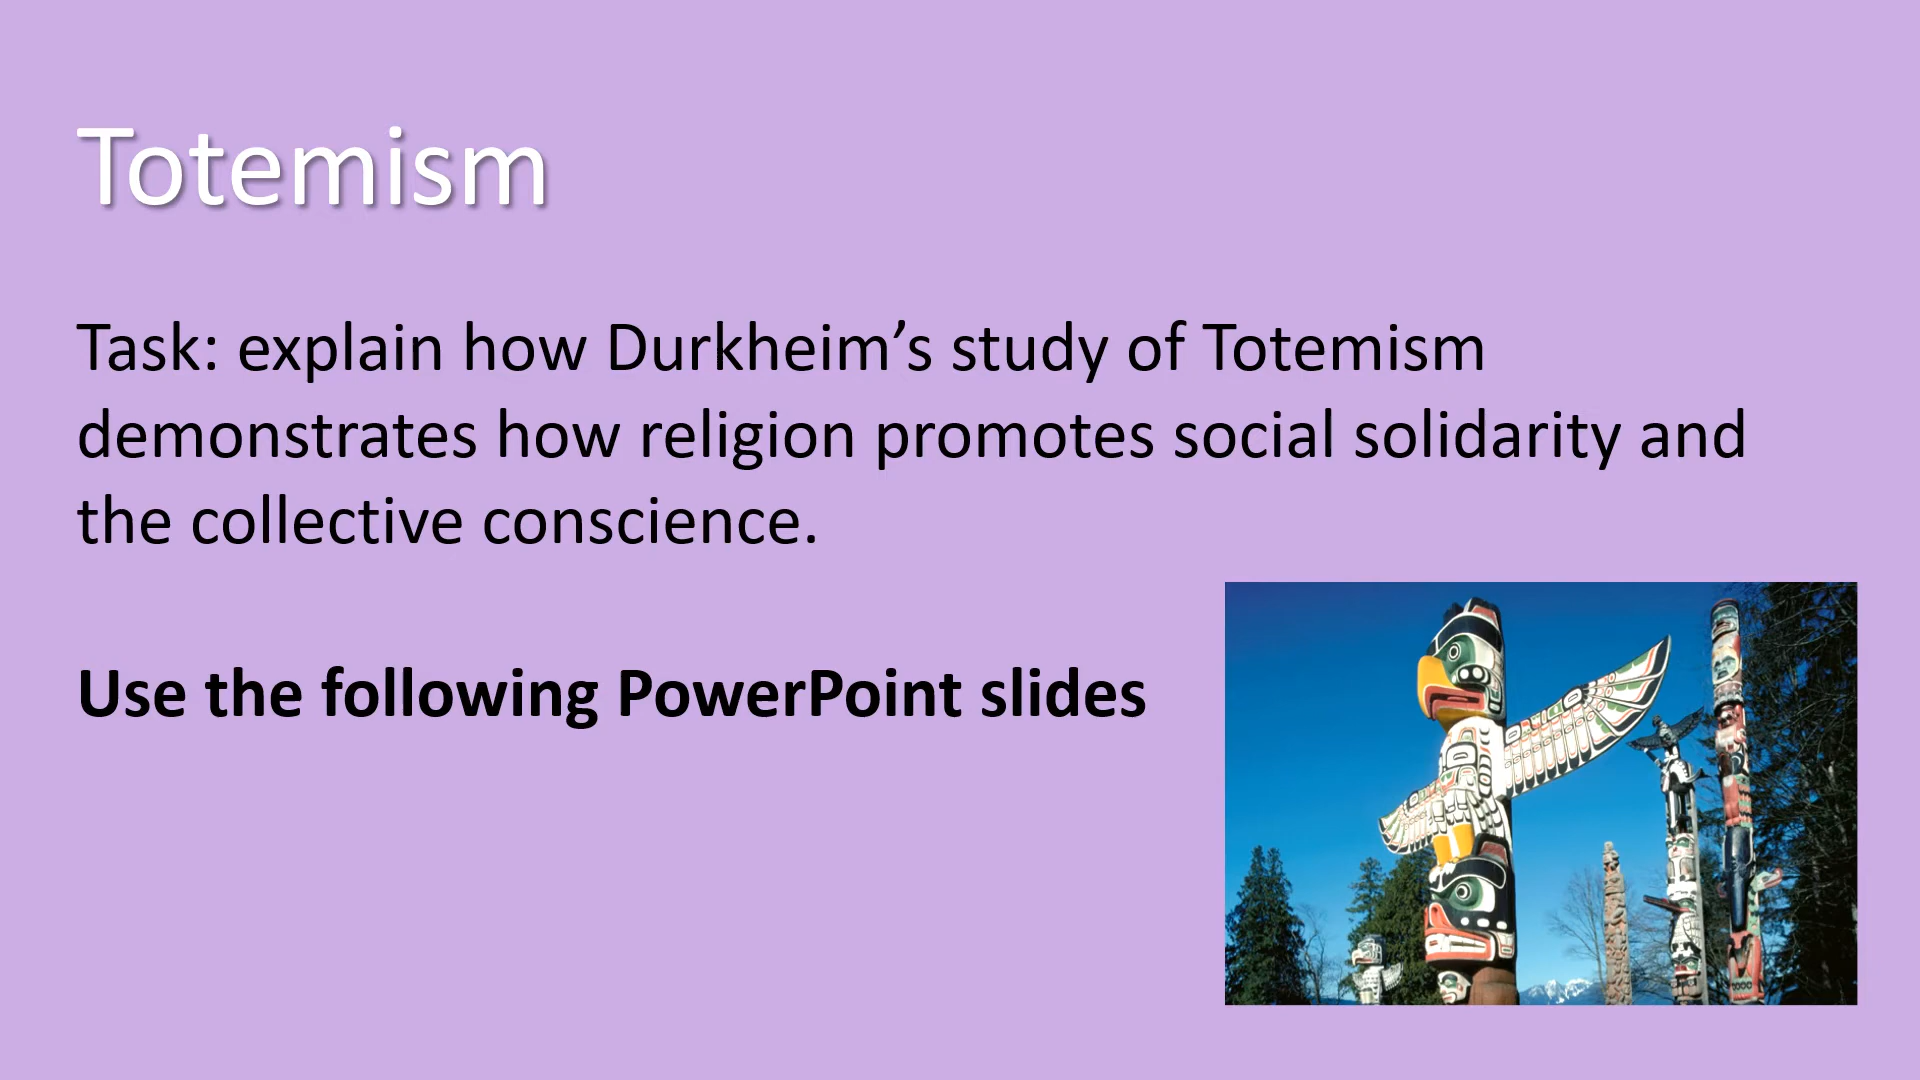 Totemism
Task: explain how Durkheim’s study of Totemism
demonstrates how religion promotes social solidarity and
the collective conscience.
Use the following PowerPoint slides